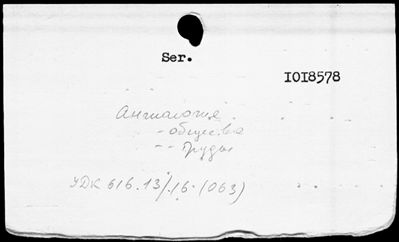 Ser.
IOI8578
Ангиология
- общества
- - Труды
УДК 616.13/.16.(063)